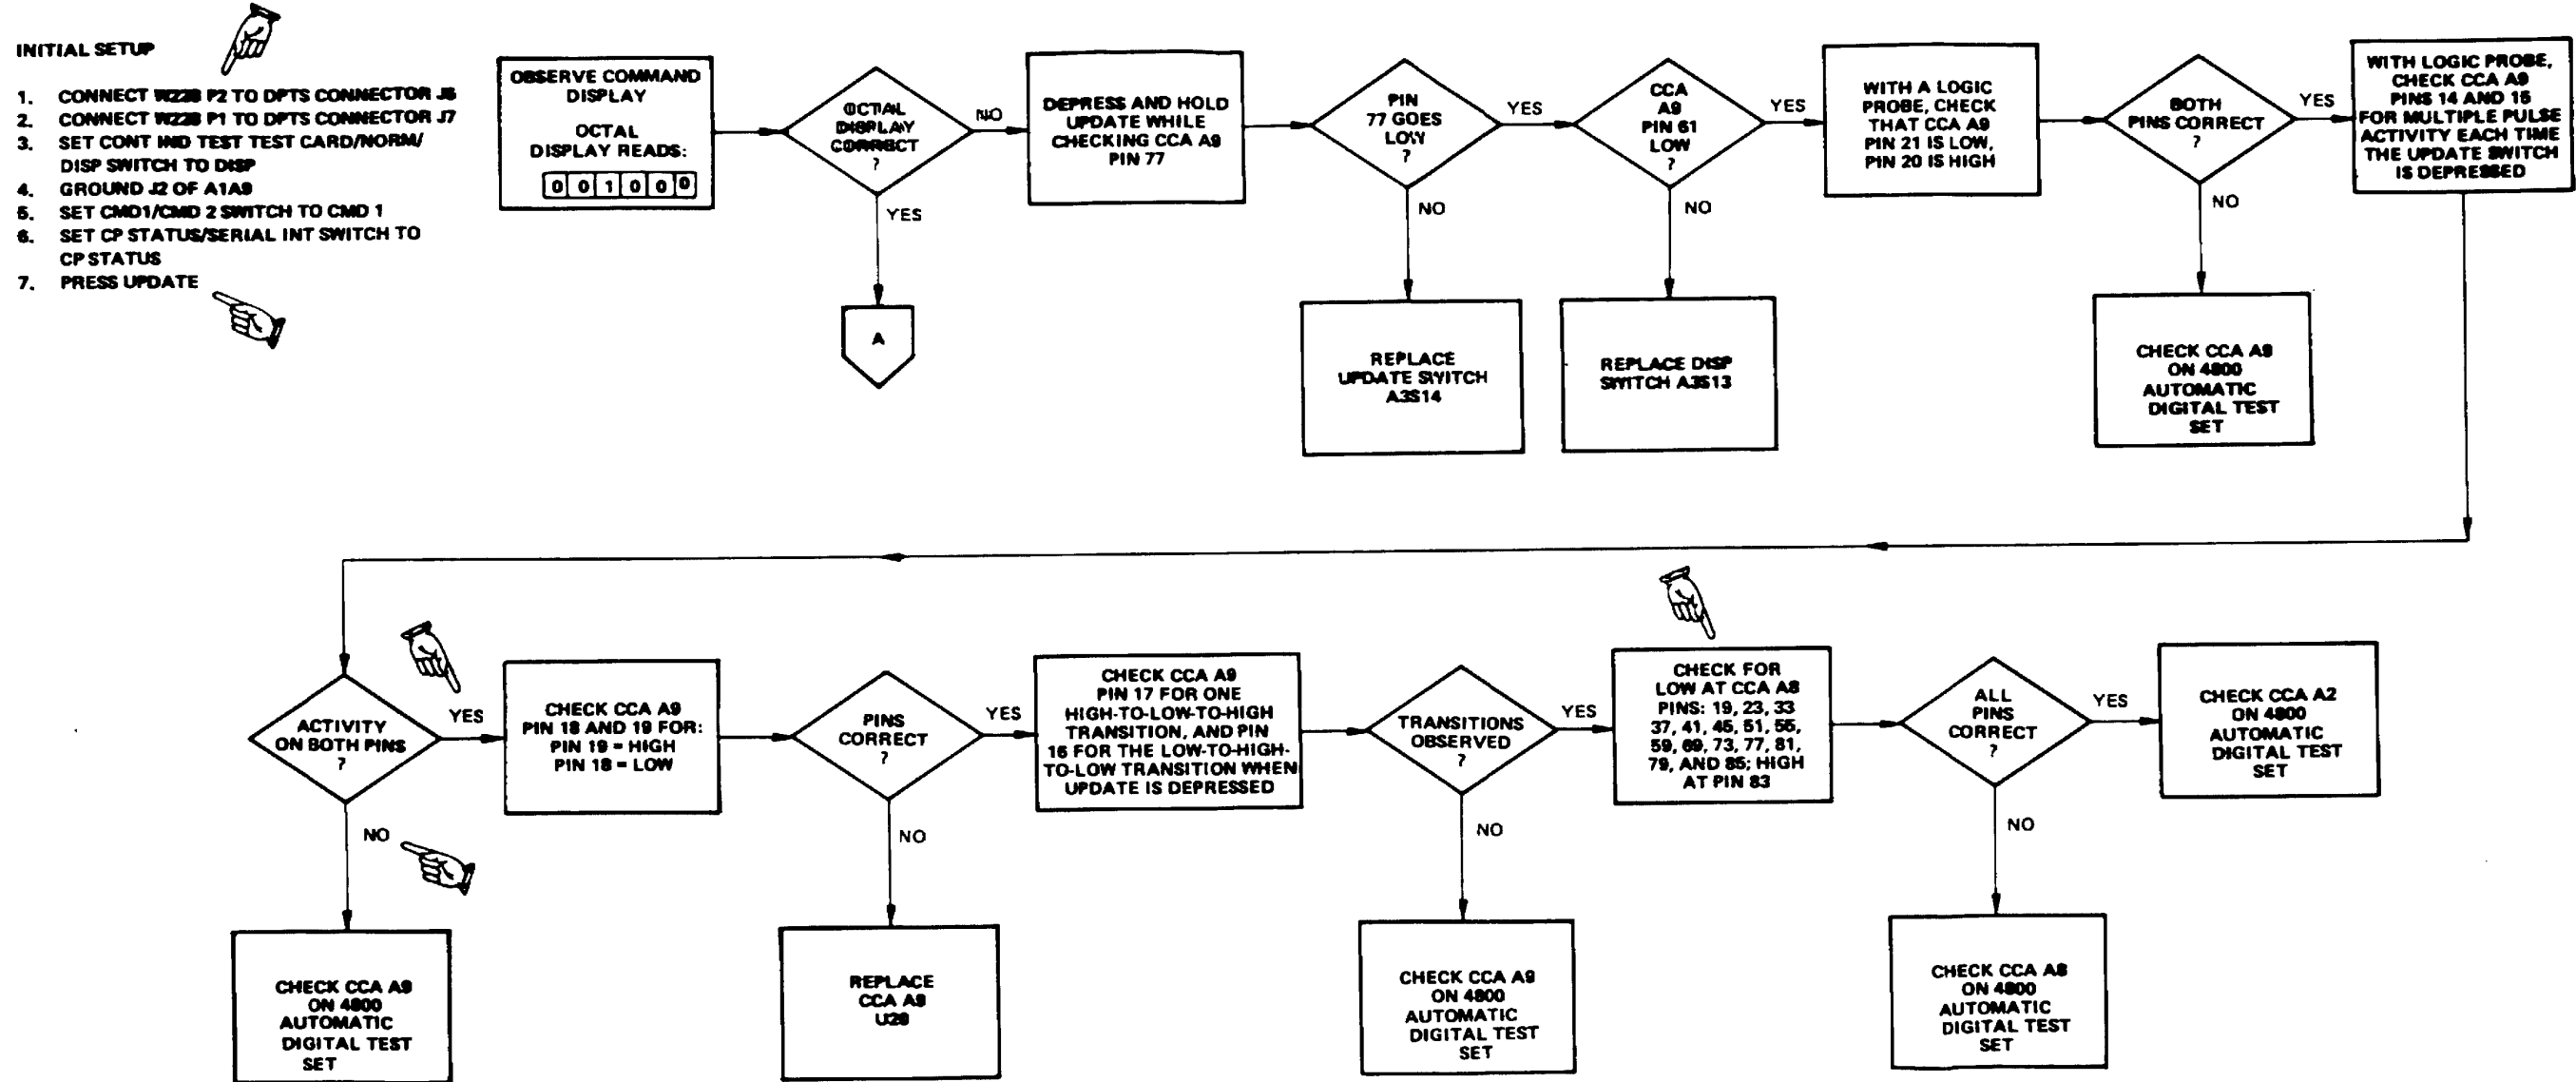 INITIAL SETUP
1. CONNECT W22B P2 TO DPTS CONNECTOR J6
2. CONNECT W22B P1 TO DPTS CONNECTOR J7
3. SET CONT IND TEST TEST CARD/NORM/
DISP SWITCH TO DISP
4. GROUND J2 OF A1A9
5. SET CMD1/CMD 2 SWITCH TO CMD 1
6. SET CP STATUS/SERIAL INT SWITCH TO
CP STATUS
7. PRESS UPDATE
OBSERVE COMMAND
DISPLAY
OCTAL
DISPLAY READS:
0 0 1 0 0 0
OCTAL
DISPLAY
CORRECT
?
NO
YES
A
DEPRESS AND HOLD
UPDATE WHILE
CHECKING CCA A9
PIN 77
PIN
77 GOES
LOW
?
YES
NO
REPLACE
UPDATE SWITCH
A3S14
CCA
A9
PIN 61
LOW
?
YES
NO
REPLACE DISP
SWITCH A3S13
WITH A LOGIC
PROBE, CHECK
THAT CCA A9
PIN 21 IS LOW,
PIN 20 IS HIGH
BOTH
PINS CORRECT
?
YES
NO
CHECK CCA A9
ON 4800
AUTOMATIC
DIGITAL TEST
SET
WITH LOGIC PROBE,
CHECK CCA A9
PINS 14 AND 15
FOR MULTIPLE PULSE
ACTIVITY EACH TIME
THE UPDATE SWITCH
IS DEPRESSED
ACTIVITY
ON BOTH PINS
?
YES
NO
CHECK CCA A9
ON 4800
AUTOMATIC
DIGITAL TEST
SET
CHECK CCA A9
PIN 18 AND 19 FOR:
PIN 19 = HIGH
PIN 18 = LOW
PINS
CORRECT
?
YES
NO
REPLACE
CCA A9
CHECK CCA A9
PIN 17 FOR ONE
HIGH-TO-LOW-TO-HIGH
TRANSITION, AND PIN
16 FOR THE LOW-TO-HIGH-
TO-LOW TRANSITION WHEN
UPDATE IS DEPRESSED
TRANSITIONS
OBSERVED
?
YES
NO
CHECK CCA A9
ON 4800
AUTOMATIC
DIGITAL TEST
SET
CHECK FOR
LOW AT CCA A8
PINS: 19, 23, 33
37, 41, 45, 51, 55,
59, 69, 73, 77, 81,
79, AND 85; HIGH
AT PIN 83
ALL
PINS
CORRECT
?
YES
NO
CHECK CCA A8
ON 4800
AUTOMATIC
DIGITAL TEST
SET
CHECK CCA A2
ON 4800
AUTOMATIC
DIGITAL TEST
SET